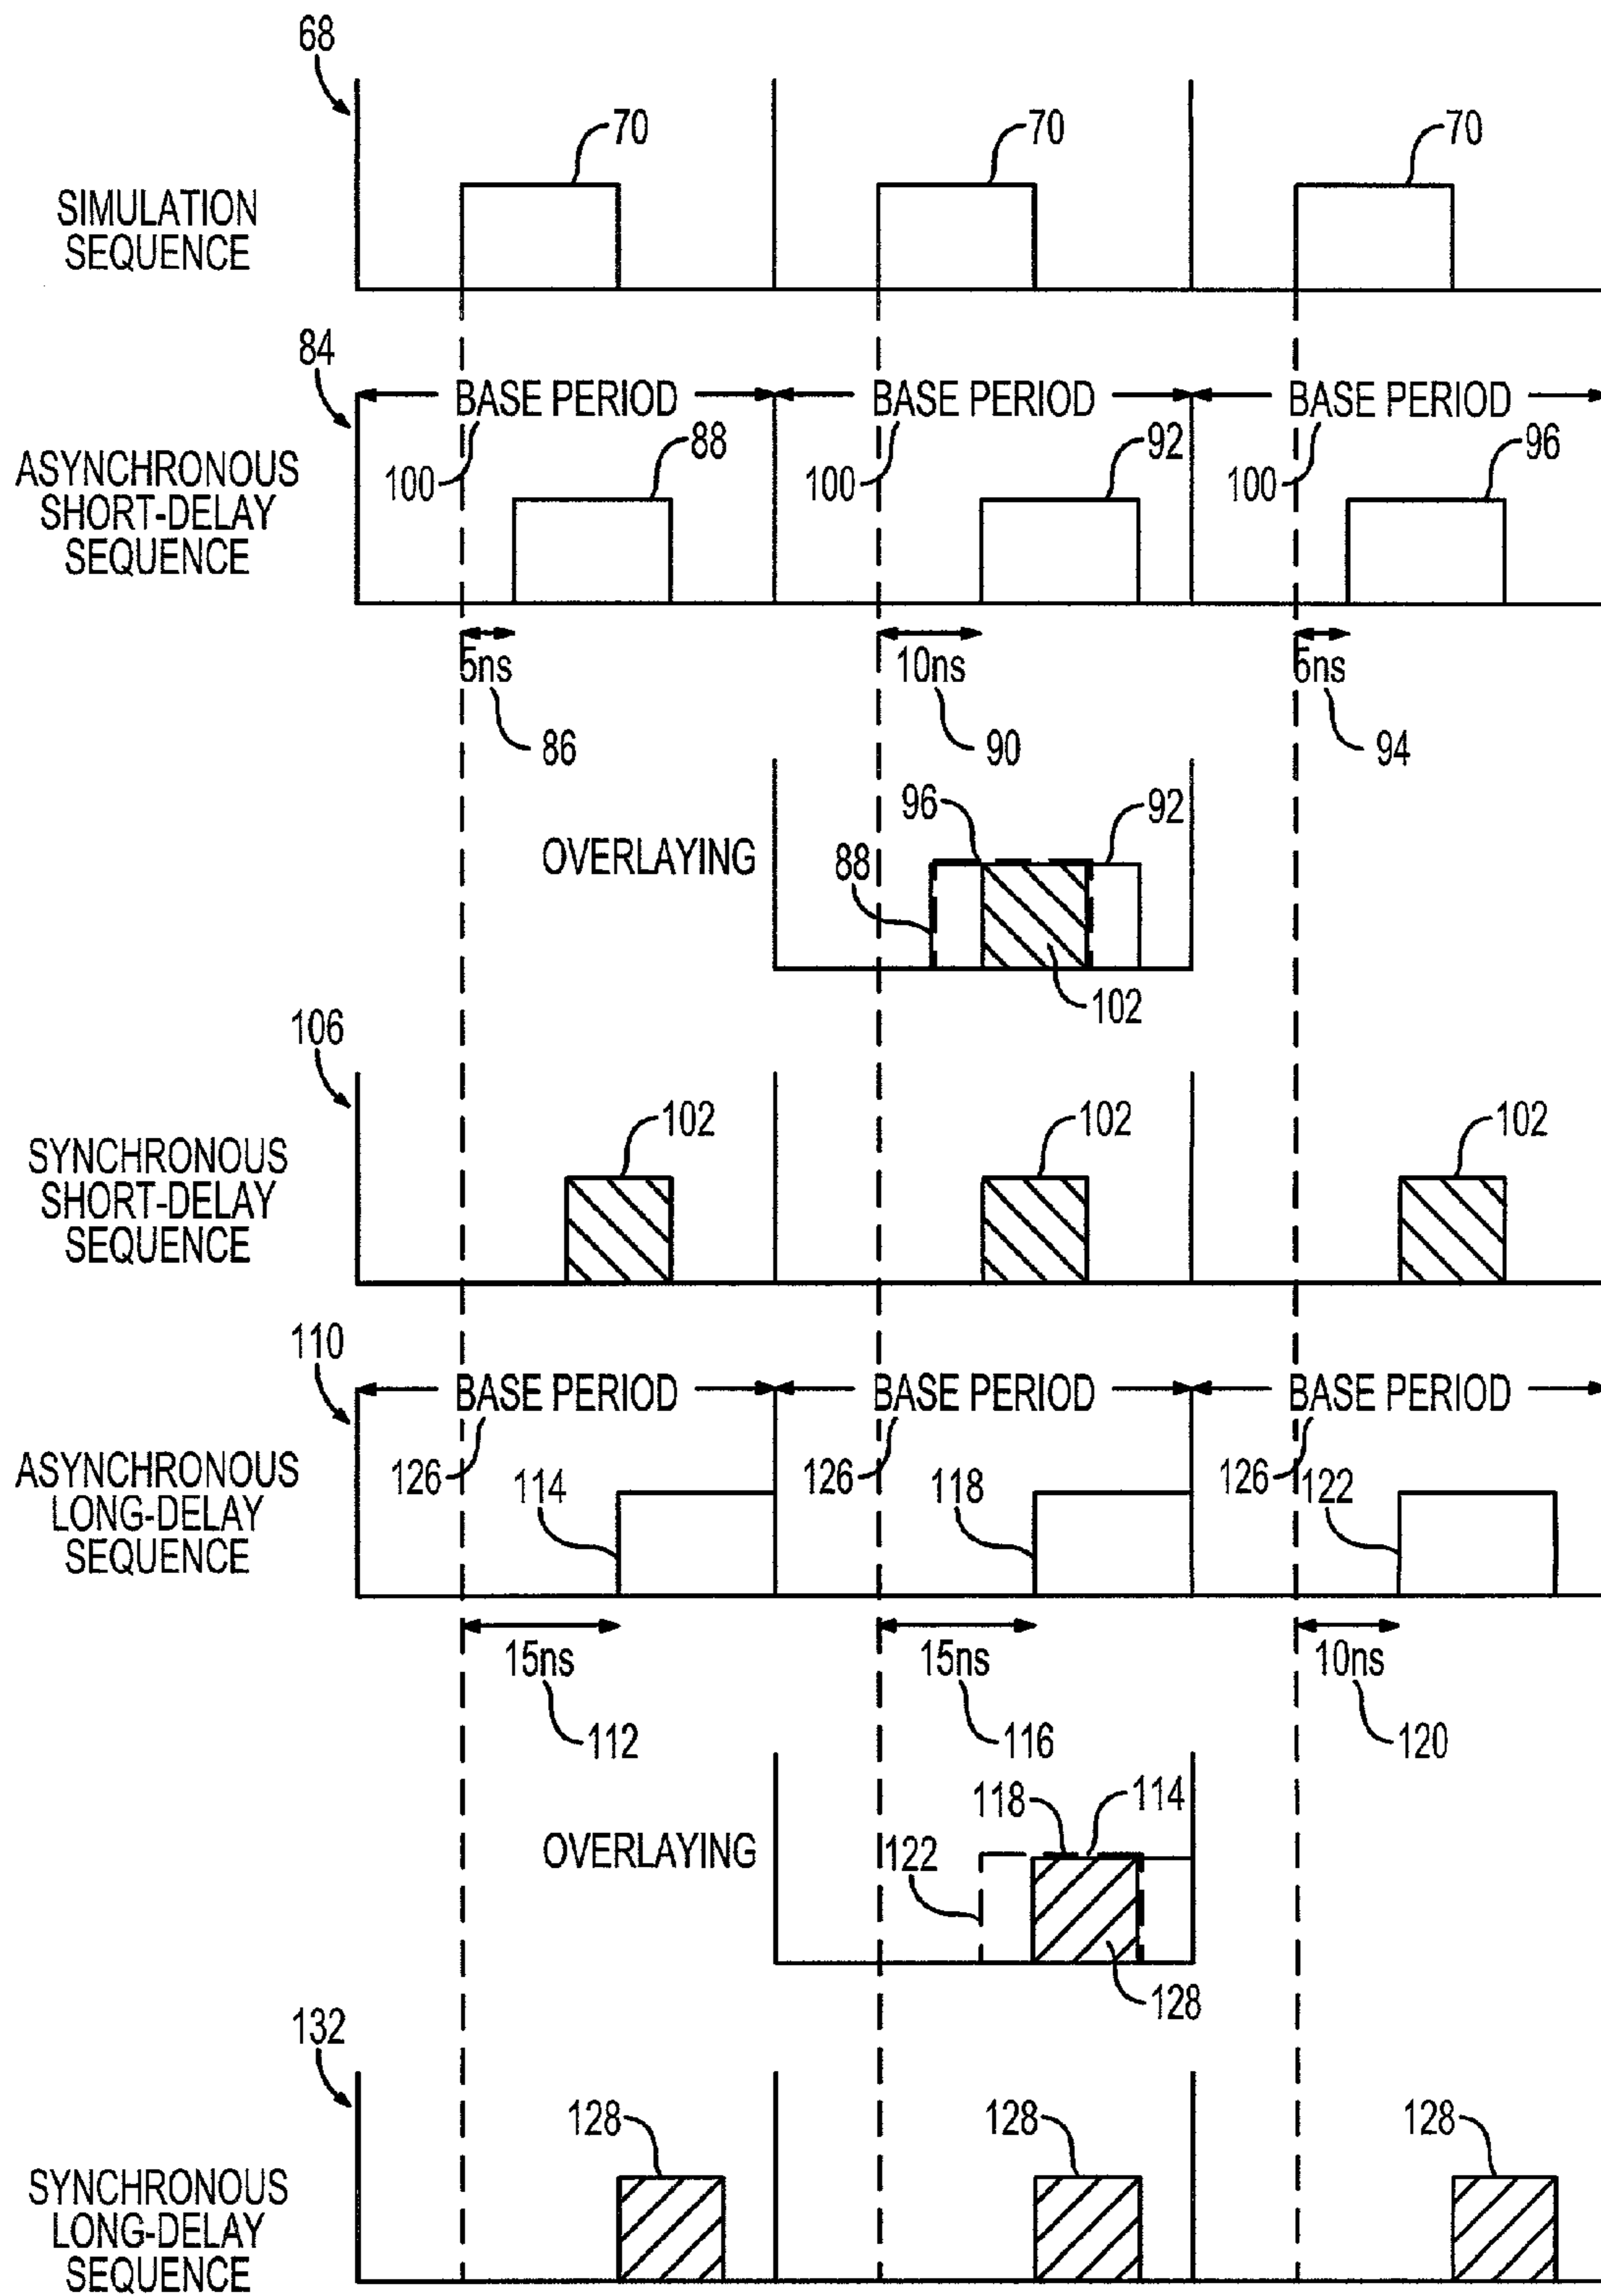 68
70
70
70
SIMULATION
SEQUENCE
84
BASE PERIOD
BASE PERIOD
BASE PERIOD
88
92
96
100
100
100
ASYNCHRONOUS
SHORT-DELAY
SEQUENCE
5ns
10ns
5ns
86
90
94
96
92
OVERLAYING
88
102
106
102
102
102
SYNCHRONOUS
SHORT-DELAY
SEQUENCE
110
BASE PERIOD
BASE PERIOD
BASE PERIOD
126
114
126
118
126
122
ASYNCHRONOUS
LONG-DELAY
SEQUENCE
15ns
15ns
10ns
112
116
120
118
114
OVERLAYING
122
128
132
128
128
128
SYNCHRONOUS
LONG-DELAY
SEQUENCE